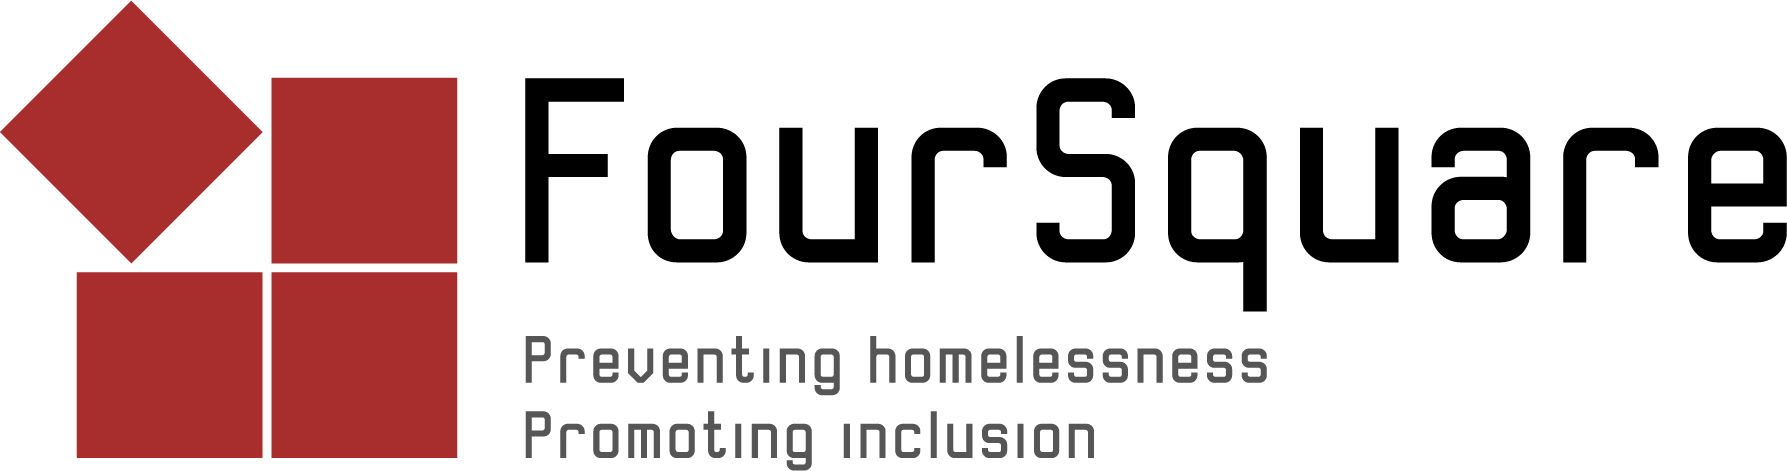 FourSquare
Preventing homelessness
Promoting inclusion